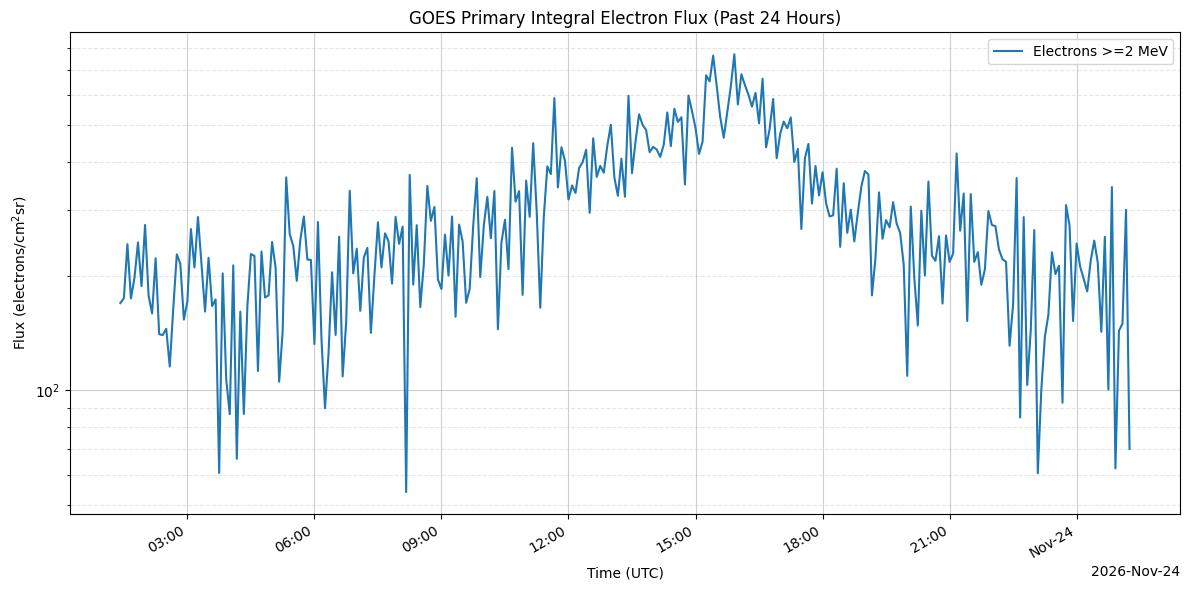 GOES Primary Integral Electron Flux (Past 24 Hours)
Electrons >=2 MeV
Flux (electrons/cm²sr)
10²
03:00
06:00
09:00
12:00
15:00
18:00
21:00
Nov-24
Time (UTC)
2026-Nov-24